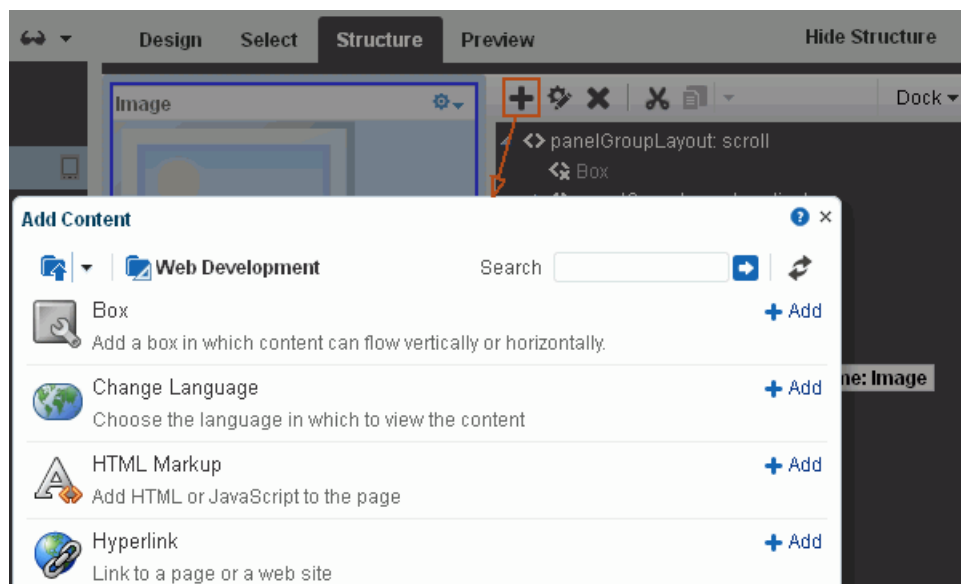 Design Select Structure Preview Hide Structure
Image
Dock
panelGroupLayout: scroll
Box
Add Content
Web Development Search
Box
Add
Add a box in which content can flow vertically or horizontally.
Change Language
Add
me: Image
Choose the language in which to view the content
HTML Markup
Add
Add HTML or JavaScript to the page
Hyperlink
Add
Link to a page or a web site